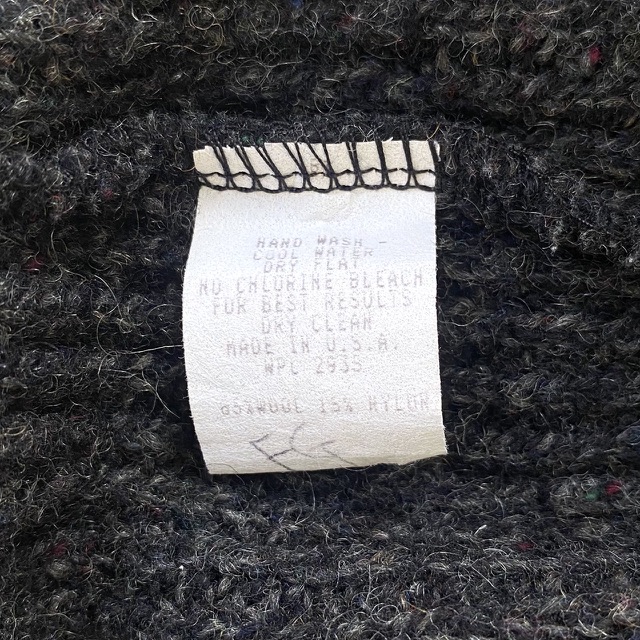 HAND WASH -
COOL WATER
DRY FLAT
NO CHLORINE BLEACH
FOR BEST RESULTS
DRY CLEAN
MADE IN U.S.A.
WPL 2935
85%WOOL 15% NYLON